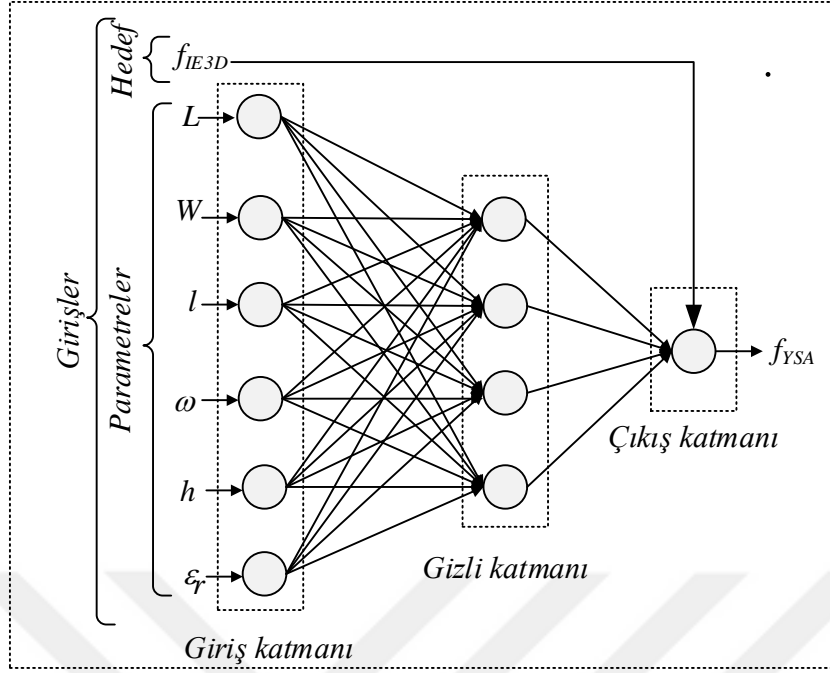 Girişler
Hedef
f_IE3D
Parametreler
L
W
l
ω
h
ε_r
f_YSA
Çıkış katmanı
Gizli katmanı
Giriş katmanı